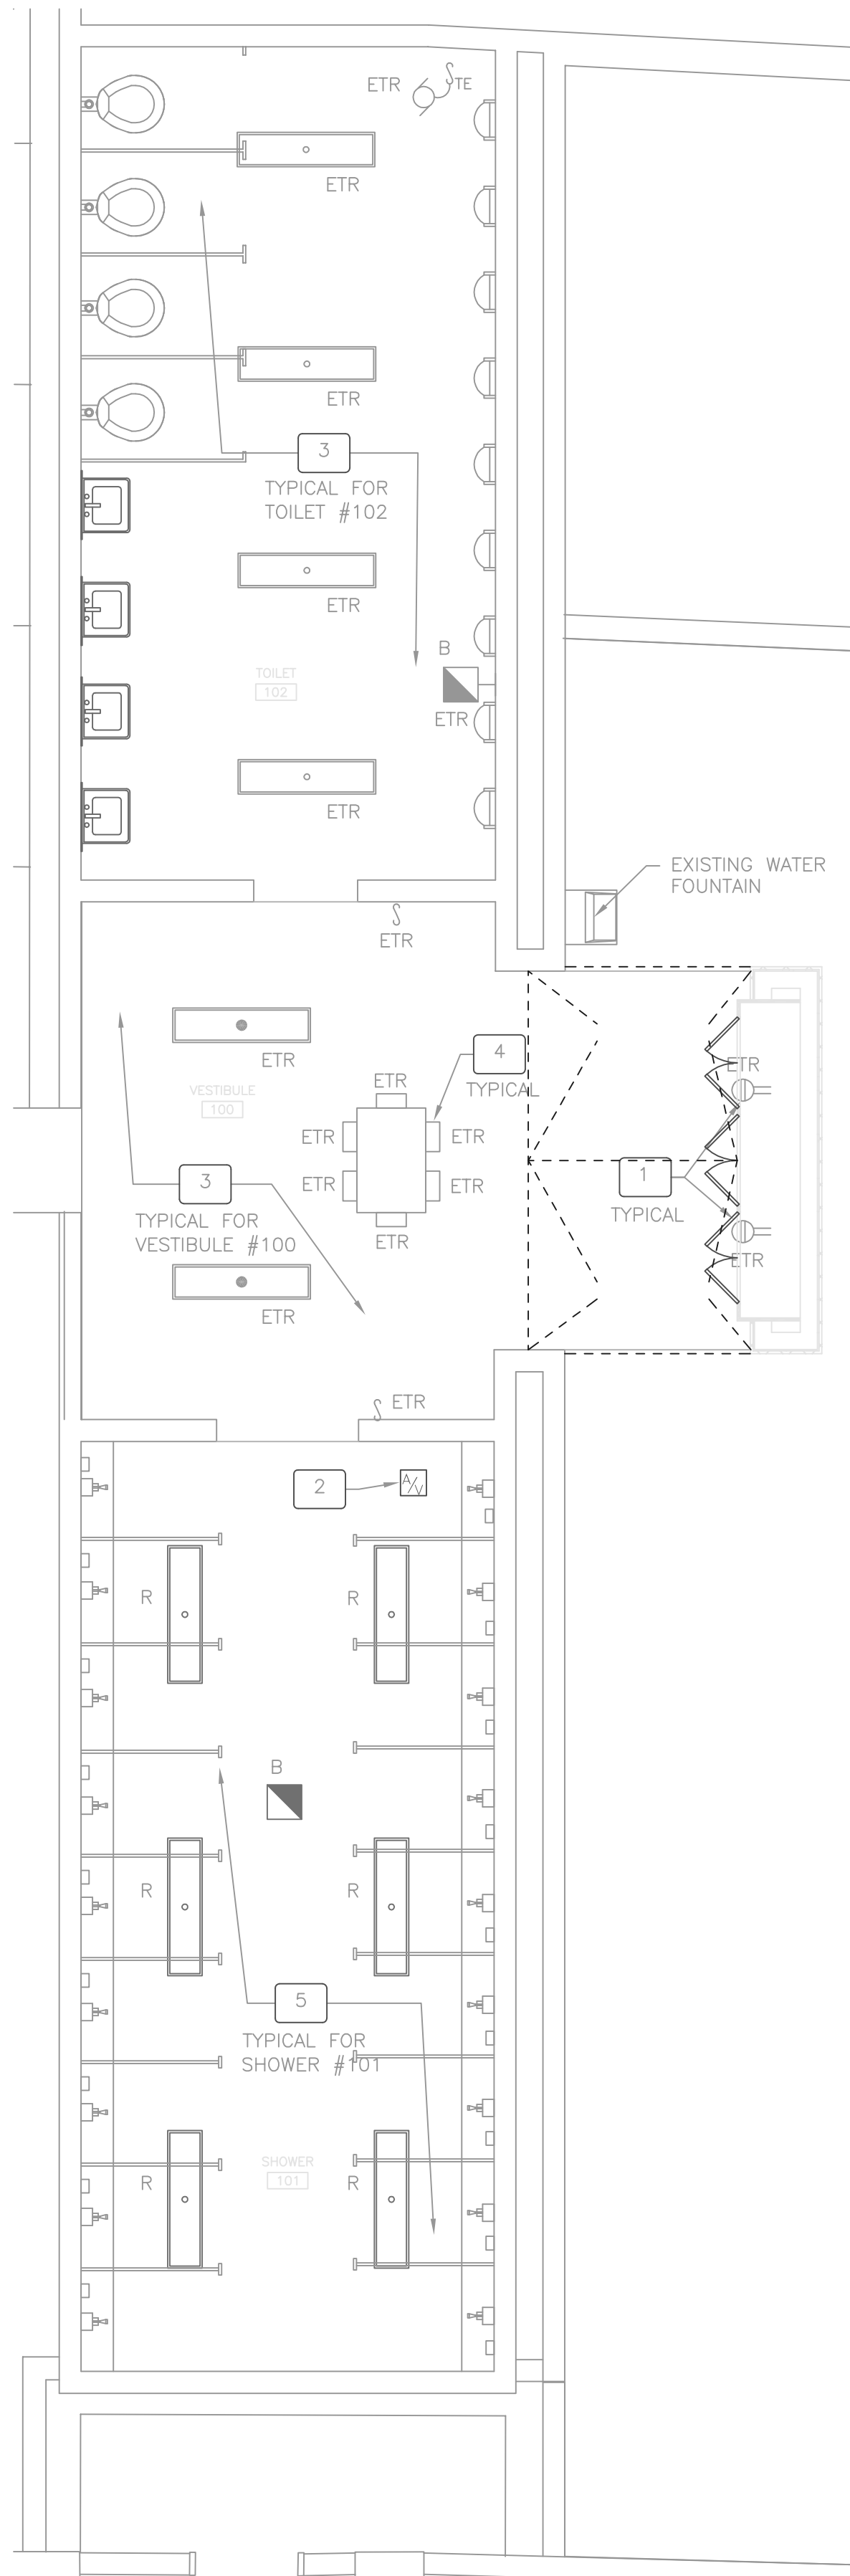 ETR
TE
ETR
ETR
3
TYPICAL FOR
TOILET #102
ETR
B
TOILET
102
ETR
ETR
EXISTING WATER
FOUNTAIN
ETR
ETR
4
TYPICAL
ETR
ETR
VESTIBULE
100
ETR
ETR
3
1
ETR
ETR
TYPICAL FOR
VESTIBULE #100
TYPICAL
ETR
ETR
ETR
ETR
2
A/V
R
R
B
R
R
5
TYPICAL FOR
SHOWER #101
SHOWER
101
R
R